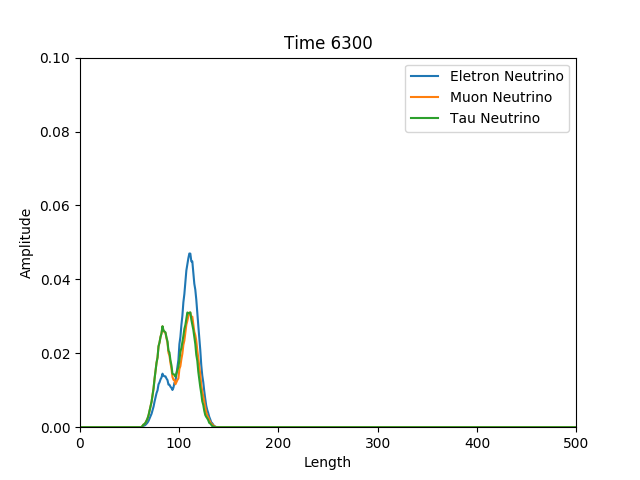 Time 6300
0.10
0.08
0.06
0.04
0.02
0.00
Amplitude
Eletron Neutrino
Muon Neutrino
Tau Neutrino
0 100 200 300 400 500
Length